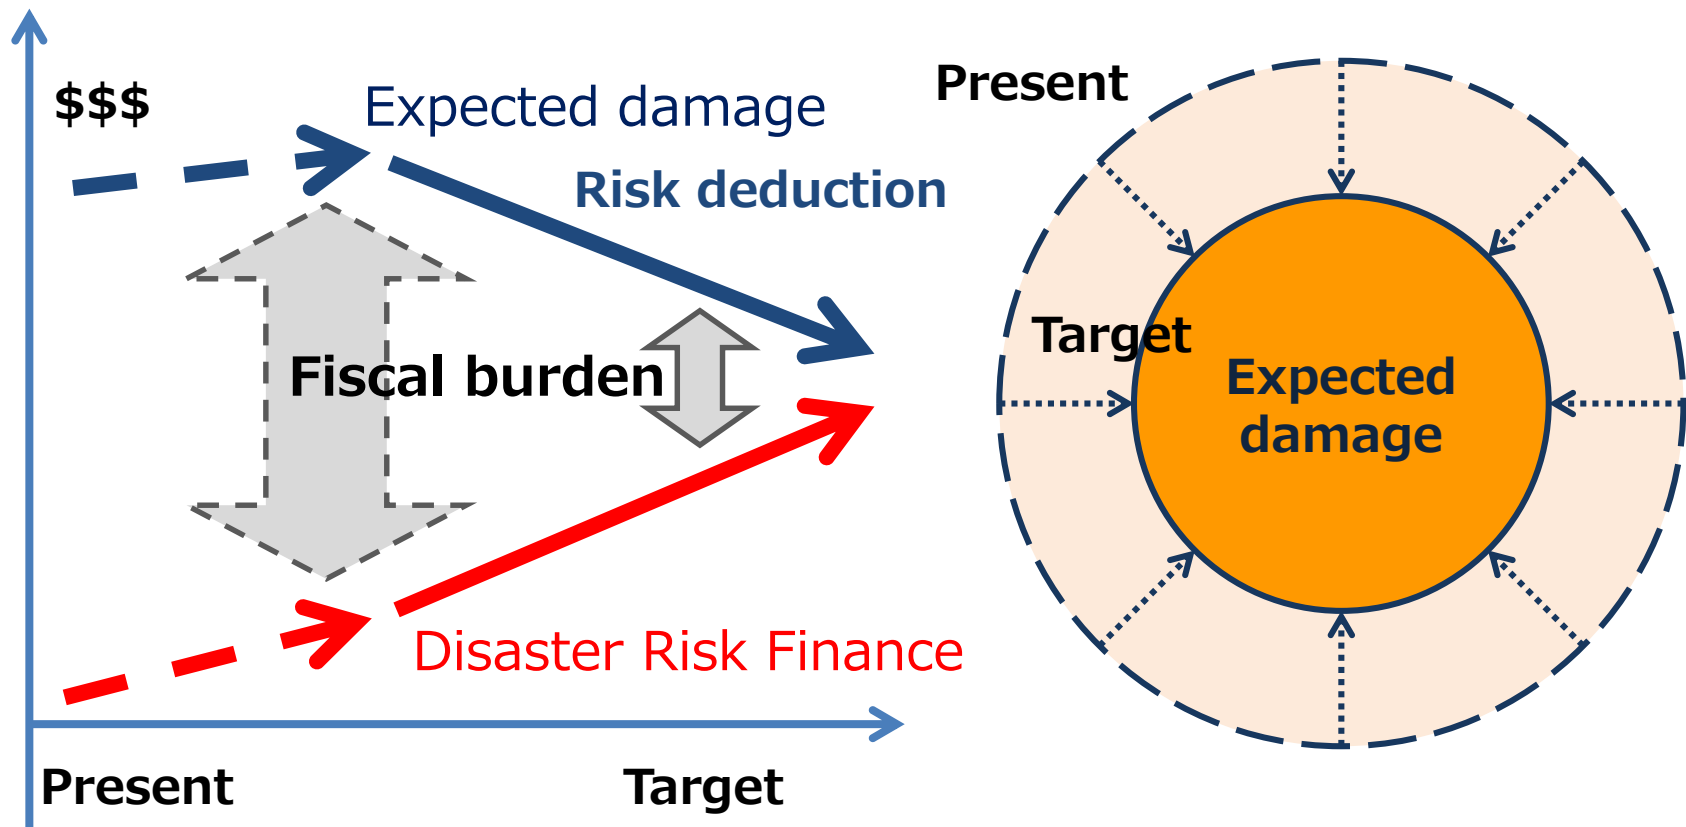 $$$
Expected damage
Risk deduction
Fiscal burden
Disaster Risk Finance
Present
Target
Present
Target
Expected
damage